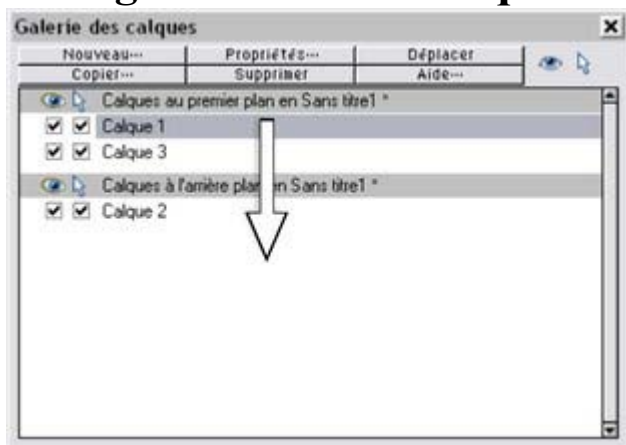 Galerie des calques
Nouveau... Propriétés... Déplacer
Copier... Supprimer Aide...
Calques au premier plan en Sans titre1 *
Calque 1
Calque 3
Calques à l'arrière plan en Sans titre1 *
Calque 2